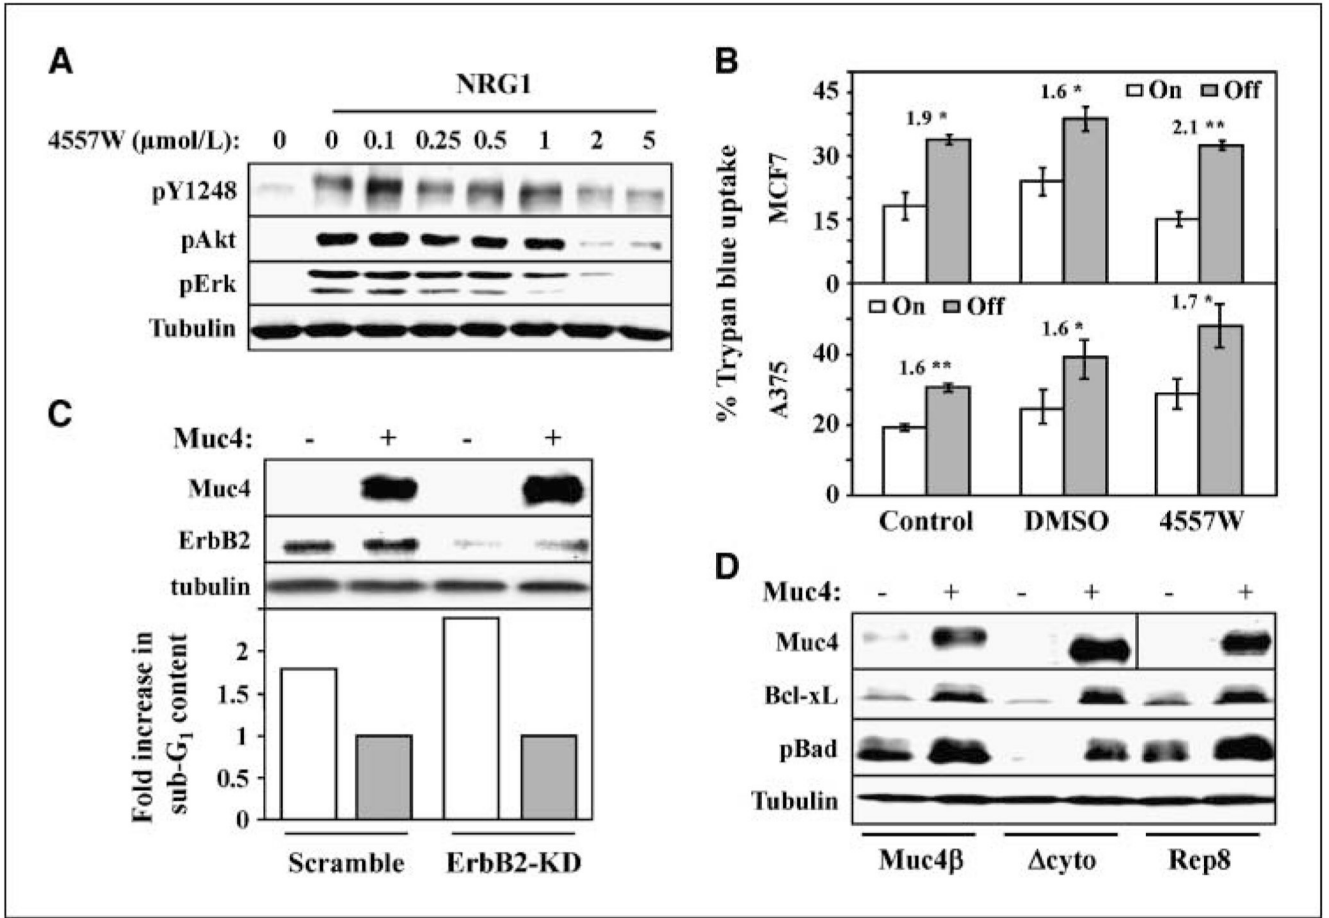 A
NRG1
4557W (μmol/L): 0 0 0.1 0.25 0.5 1 2 5
pY1248
pAkt
pErk
Tubulin
B
% Trypan blue uptake
MCF7
45
30
15
0
On Off
1.9 *
1.6 *
2.1 **
A375
40
20
0
On Off
1.6 **
1.6 *
1.7 *
Control DMSO 4557W
C
Muc4: - + - +
Muc4
ErbB2
tubulin
Fold increase in
sub-G1 content
2
1.5
1
0.5
0
Scramble ErbB2-KD
D
Muc4: - + - + - +
Muc4
Bcl-xL
pBad
Tubulin
Muc4β Δcyto Rep8